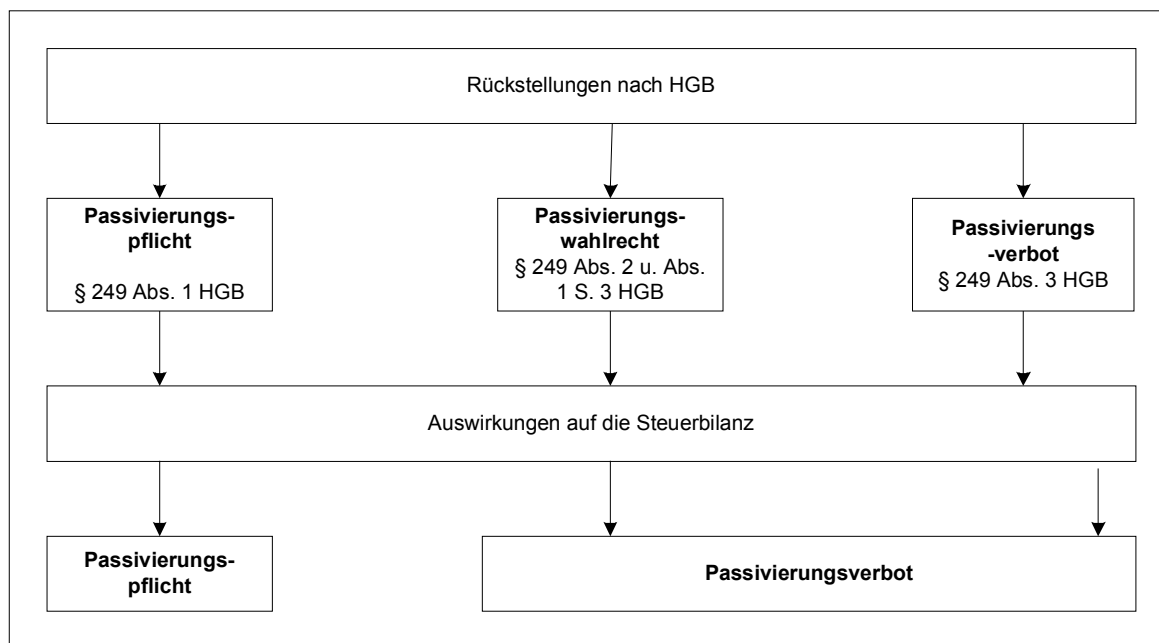 Rückstellungen nach HGB
Passivierungs-
pflicht
§ 249 Abs. 1 HGB
Passivierungs-
wahlrecht
§ 249 Abs. 2 u. Abs.
1 S. 3 HGB
Passivierungs
-verbot
§ 249 Abs. 3 HGB
Auswirkungen auf die Steuerbilanz
Passivierungs-
pflicht
Passivierungsverbot